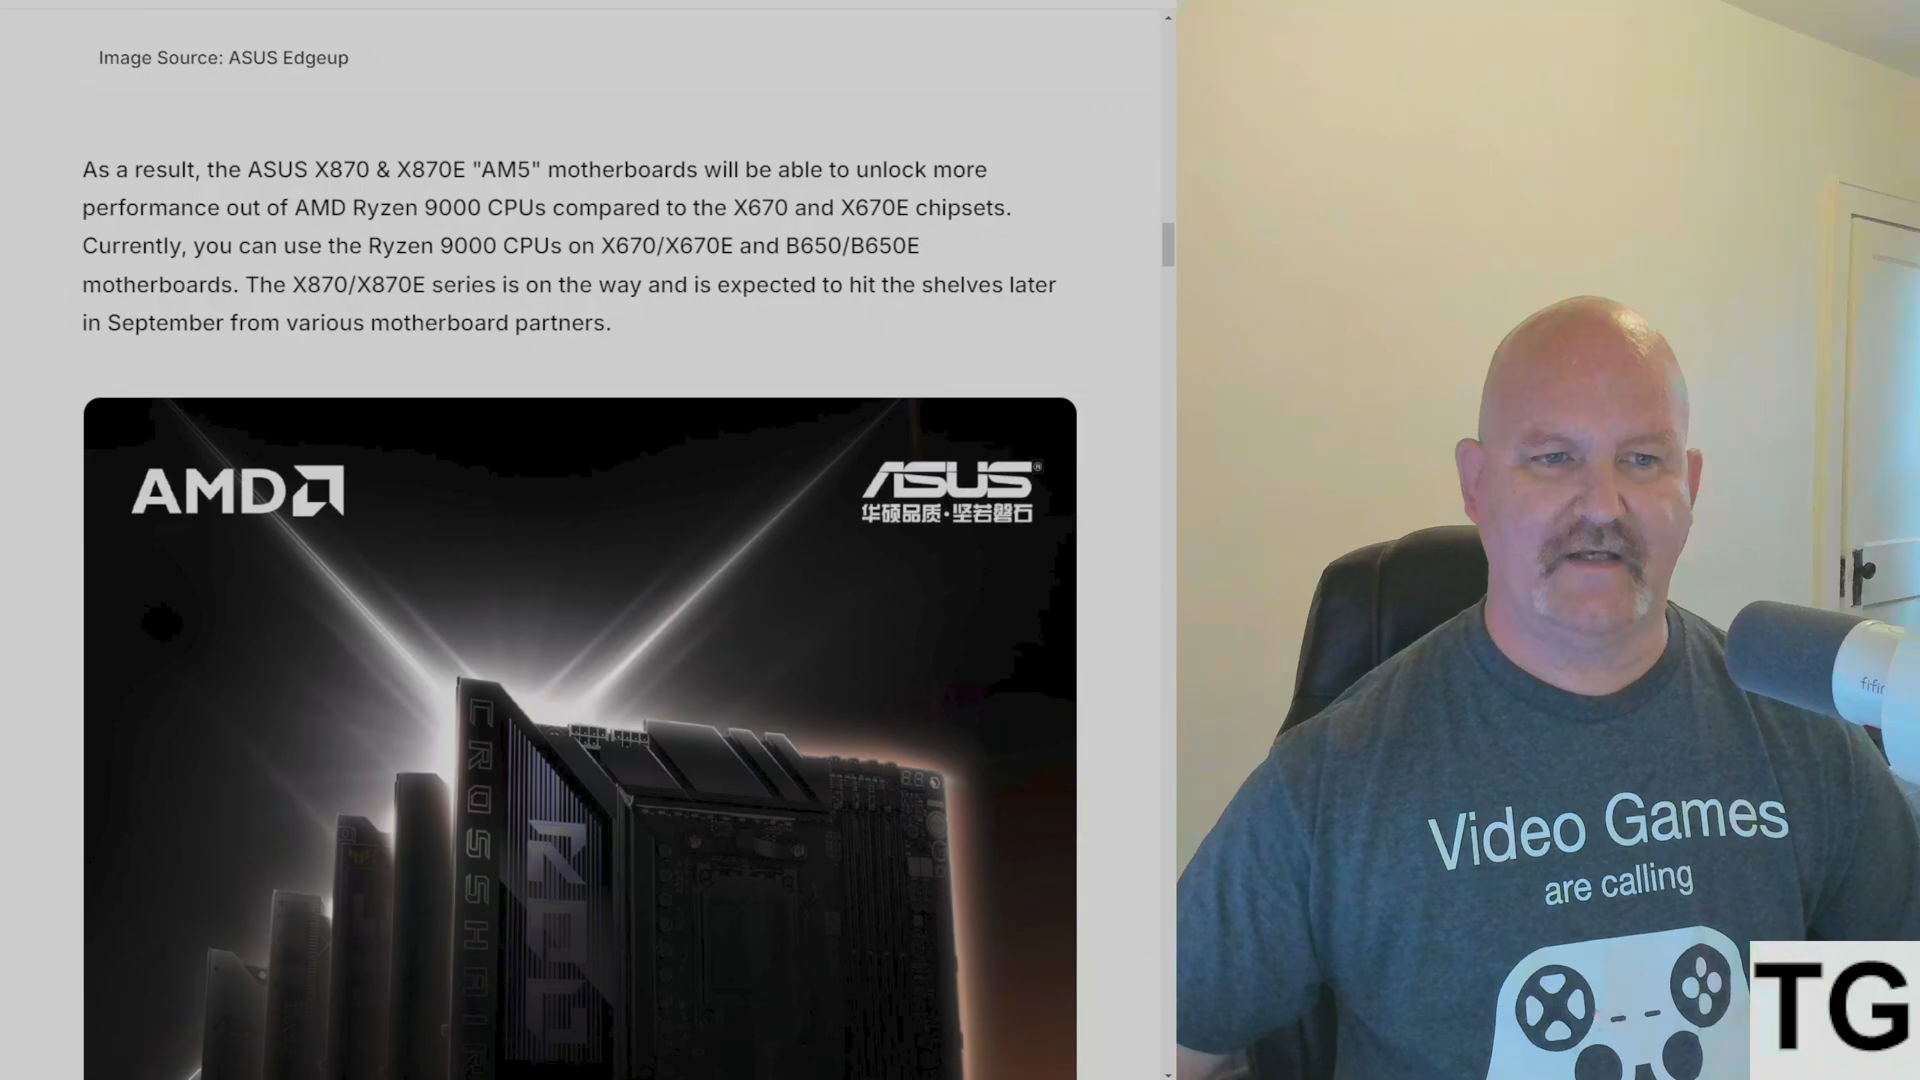 Image Source: ASUS Edgeup
As a result, the ASUS X870 & X870E "AM5" motherboards will be able to unlock more
performance out of AMD Ryzen 9000 CPUs compared to the X670 and X670E chipsets.
Currently, you can use the Ryzen 9000 CPUs on X670/X670E and B650/B650E
motherboards. The X870/X870E series is on the way and is expected to hit the shelves later
in September from various motherboard partners.
AMD
ASUS®
华硕品质·坚若磐石
CROSSHAIR
ROG
fifi
Video Games
are calling
TG